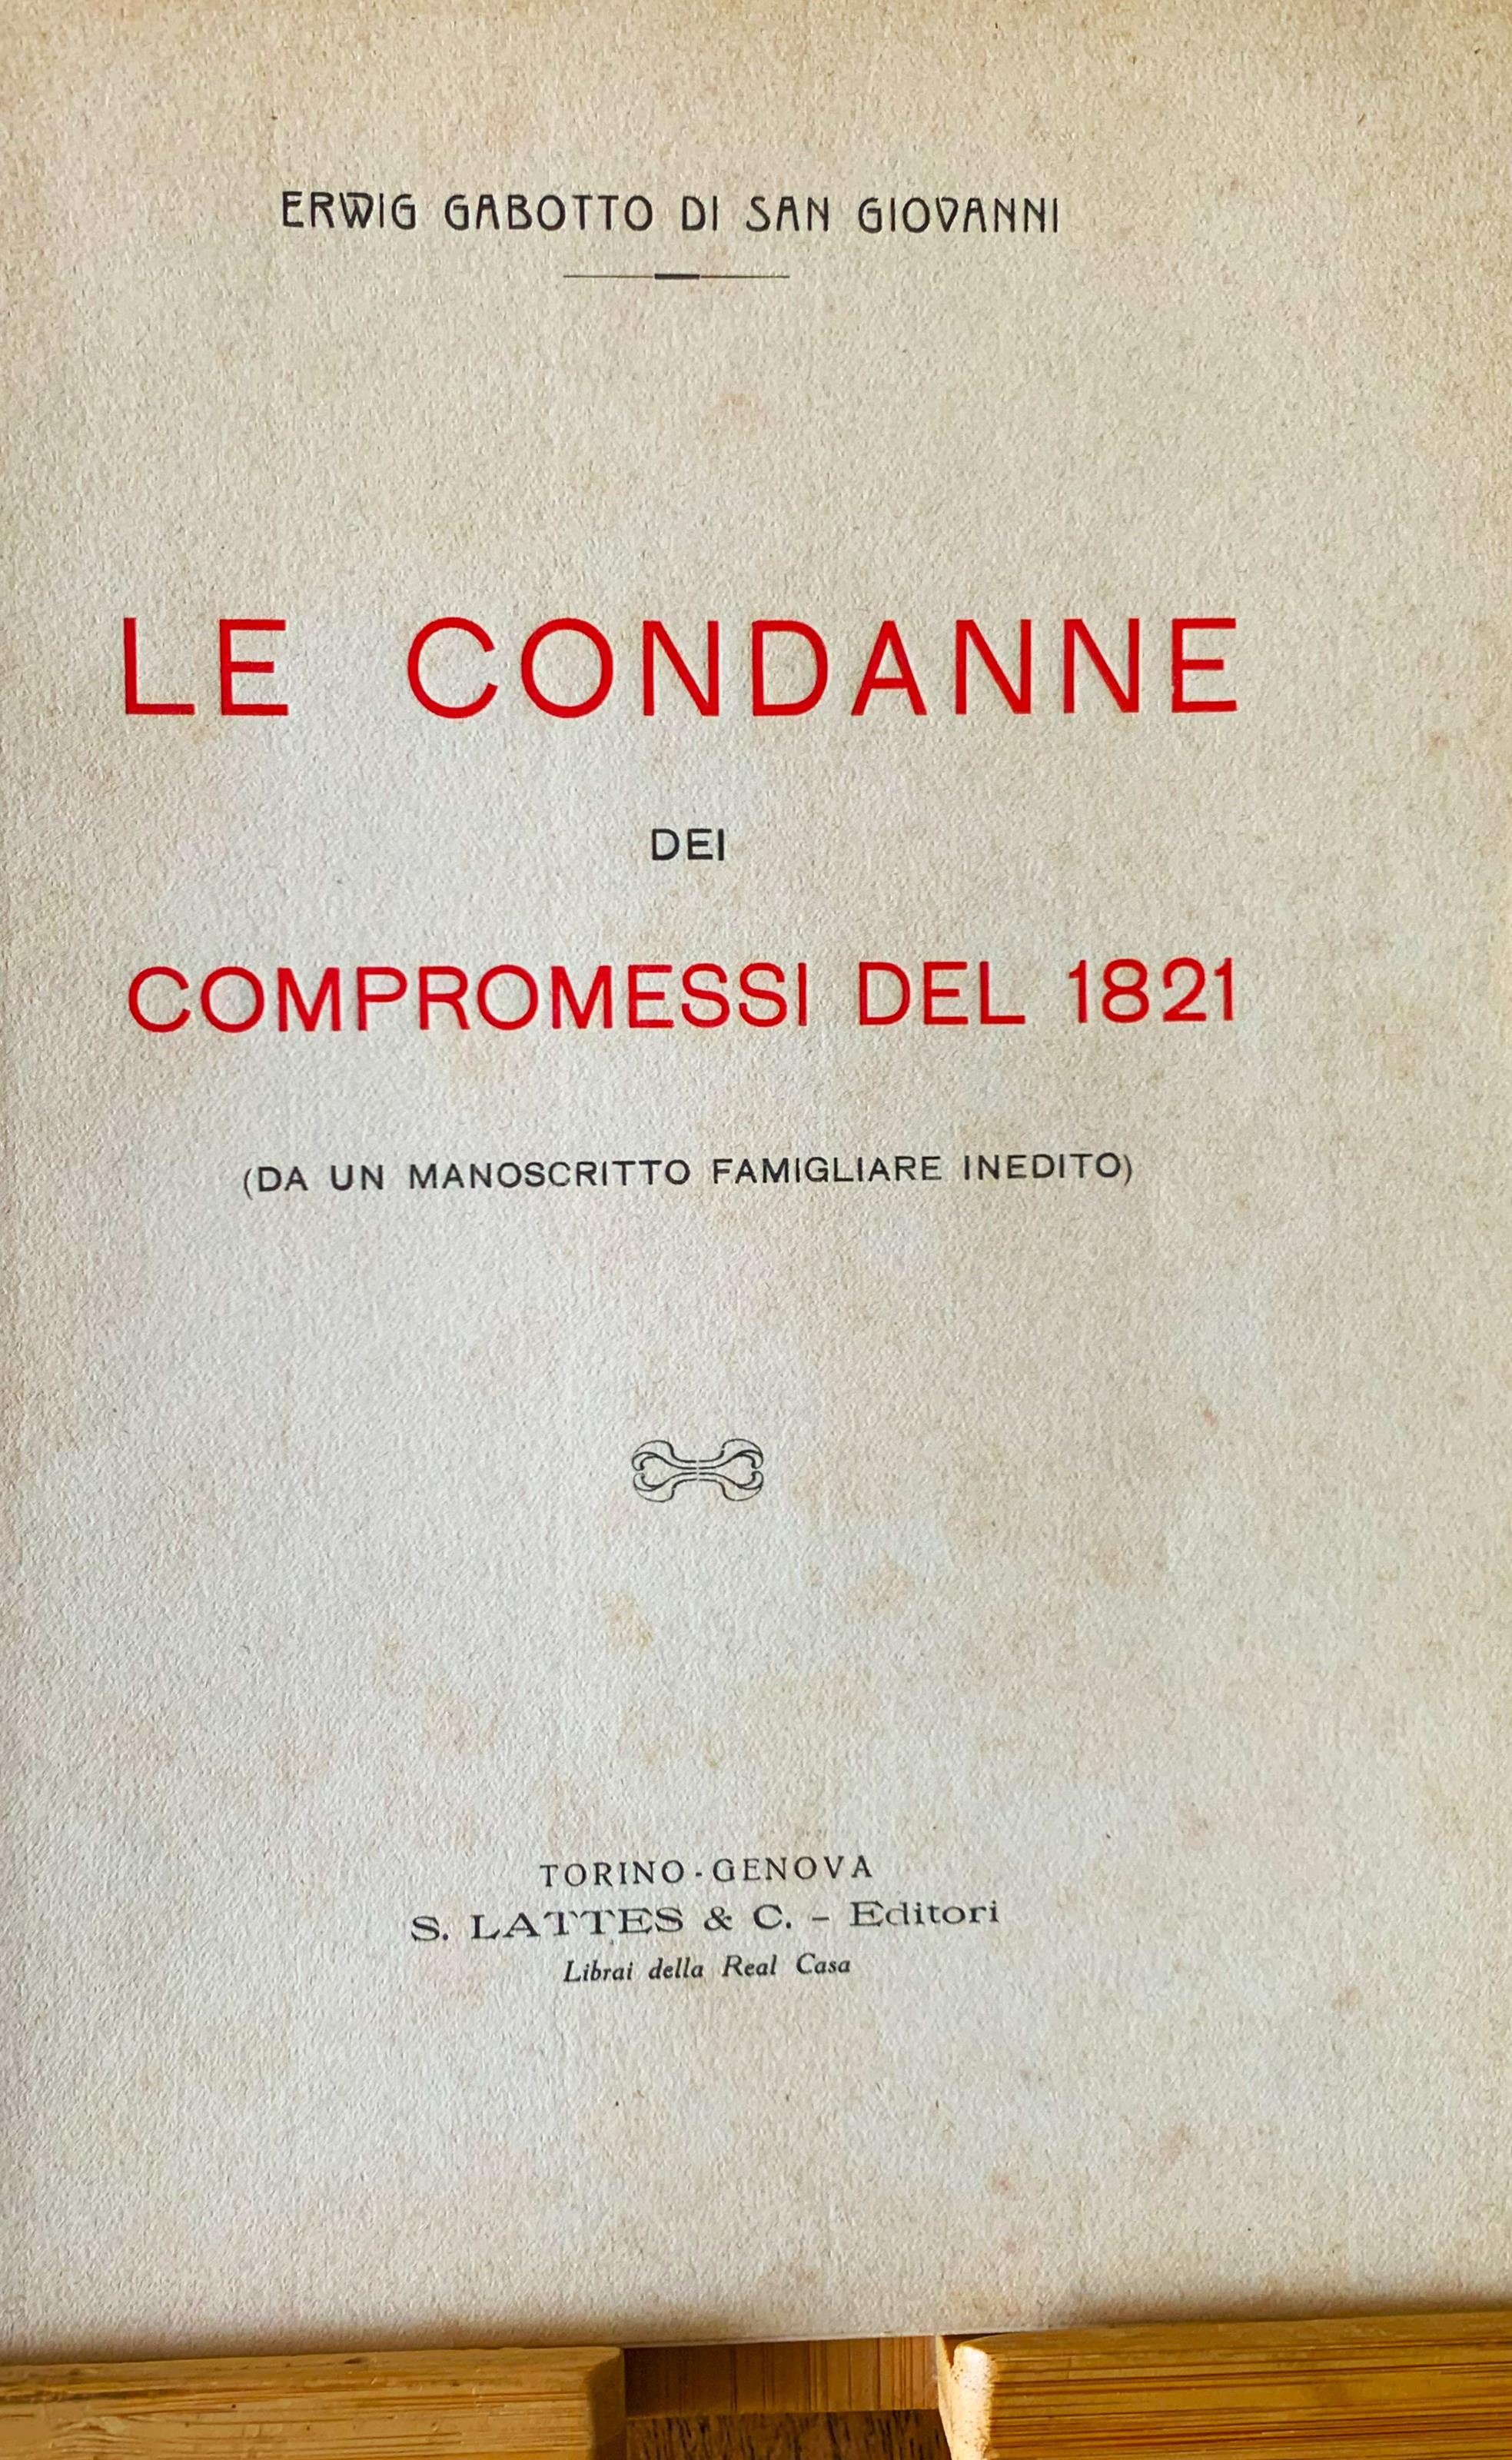 ERWIG GABOTTO DI SAN GIOVANNI
LE CONDANNE
DEI
COMPROMESSI DEL 1821
(DA UN MANOSCRITTO FAMIGLIARE INEDITO)
TORINO - GENOVA
S. LATTES & C. - Editori
Librai della Real Casa